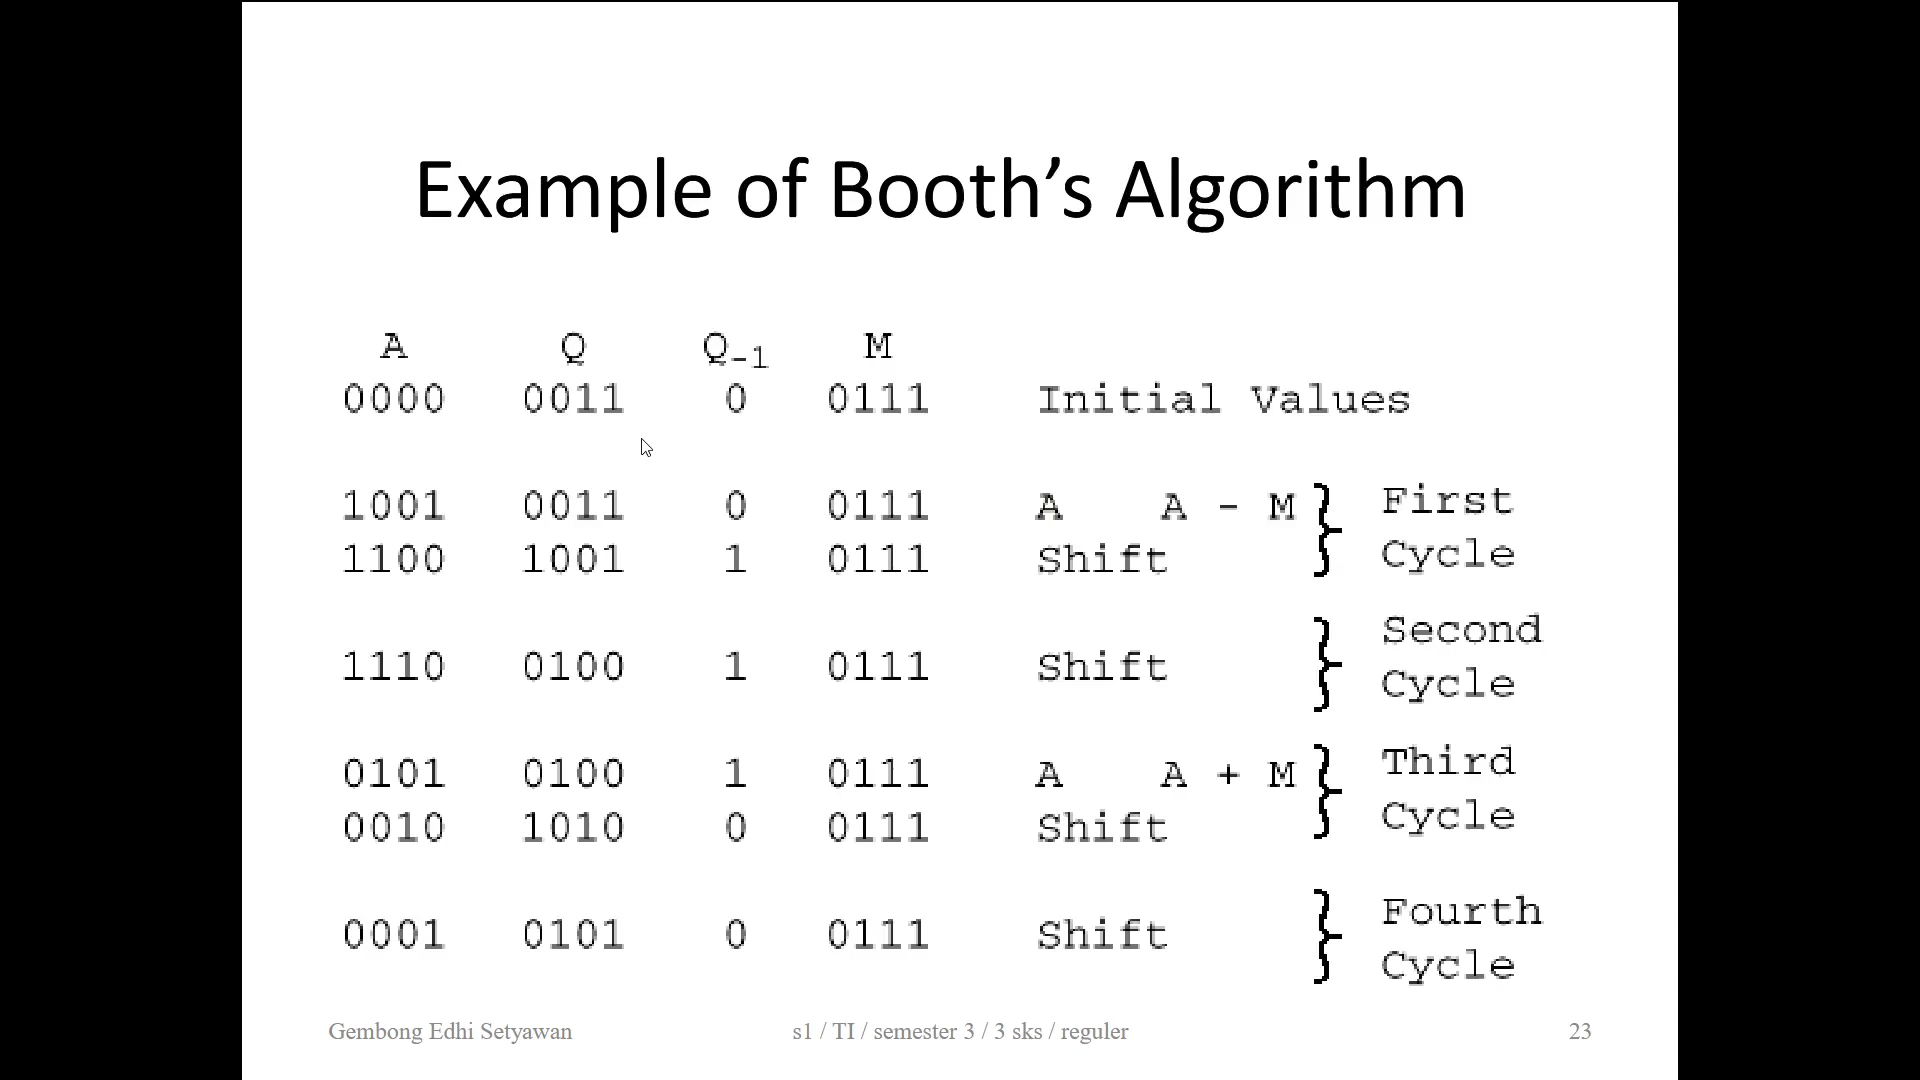 Example of Booth’s Algorithm
A Q Q-1 M
0000 0011 0 0111 Initial Values
1001 0011 0 0111 A A - M First
1100 1001 1 0111 Shift Cycle
Second
1110 0100 1 0111 Shift
Cycle
0101 0100 1 0111 A A + M Third
0010 1010 0 0111 Shift Cycle
Fourth
0001 0101 0 0111 Shift
Cycle
Gembong Edhi Setyawan s1 / TI / semester 3 / 3 sks / reguler 23